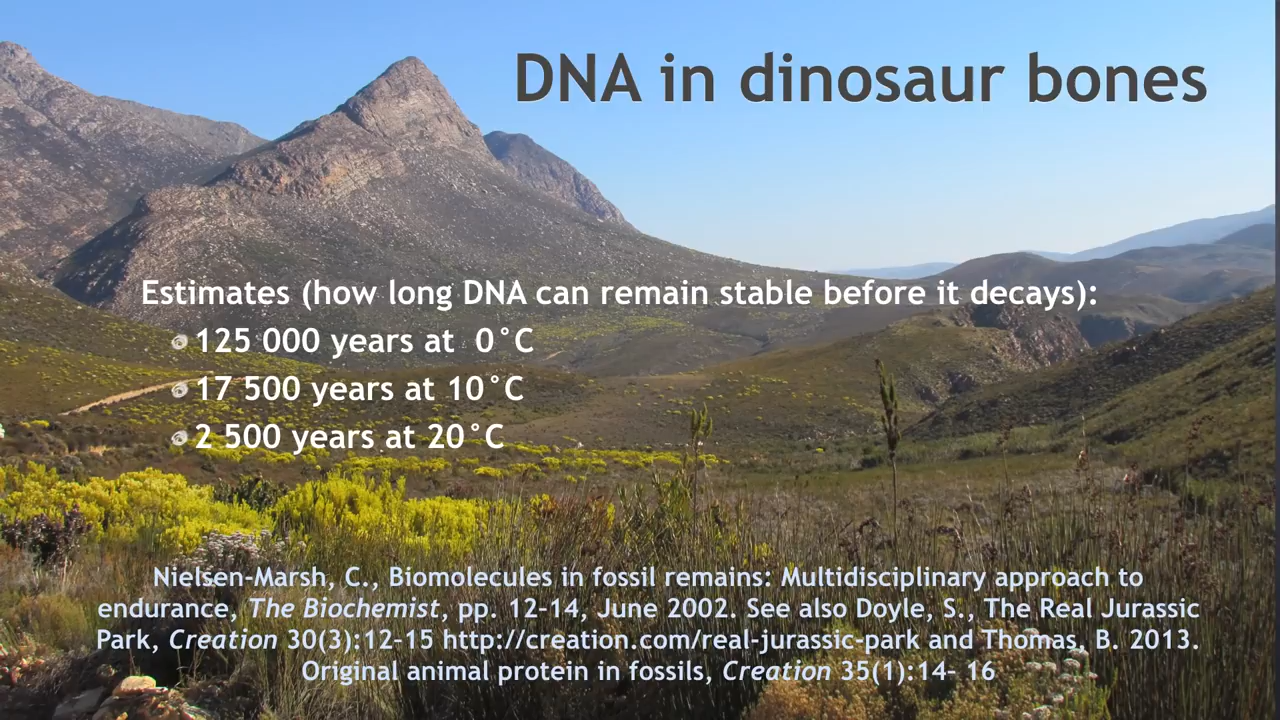 DNA in dinosaur bones
Estimates (how long DNA can remain stable before it decays):
125 000 years at 0°C
17 500 years at 10°C
2 500 years at 20°C
Nielsen-Marsh, C., Biomolecules in fossil remains: Multidisciplinary approach to
endurance, The Biochemist, pp. 12-14, June 2002. See also Doyle, S., The Real Jurassic
Park, Creation 30(3):12–15 http://creation.com/real-jurassic-park and Thomas, B. 2013.
Original animal protein in fossils, Creation 35(1):14– 16